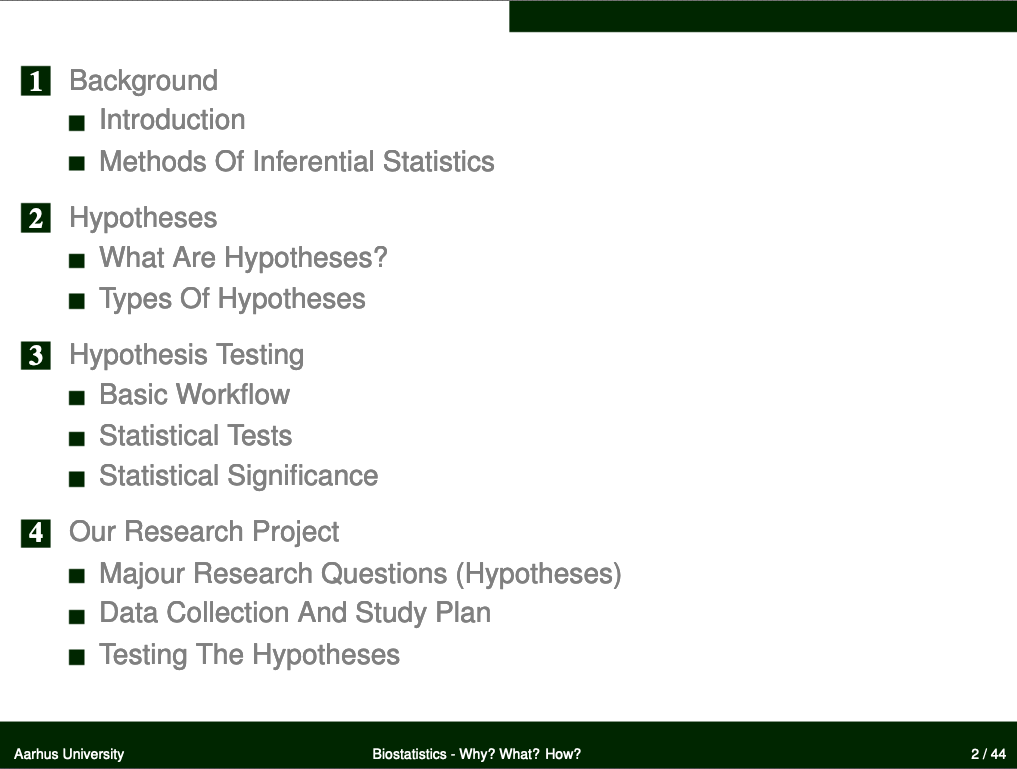 1 Background
Introduction
Methods Of Inferential Statistics
2 Hypotheses
What Are Hypotheses?
Types Of Hypotheses
3 Hypothesis Testing
Basic Workflow
Statistical Tests
Statistical Significance
4 Our Research Project
Majour Research Questions (Hypotheses)
Data Collection And Study Plan
Testing The Hypotheses
Aarhus University Biostatistics - Why? What? How? 2 / 44